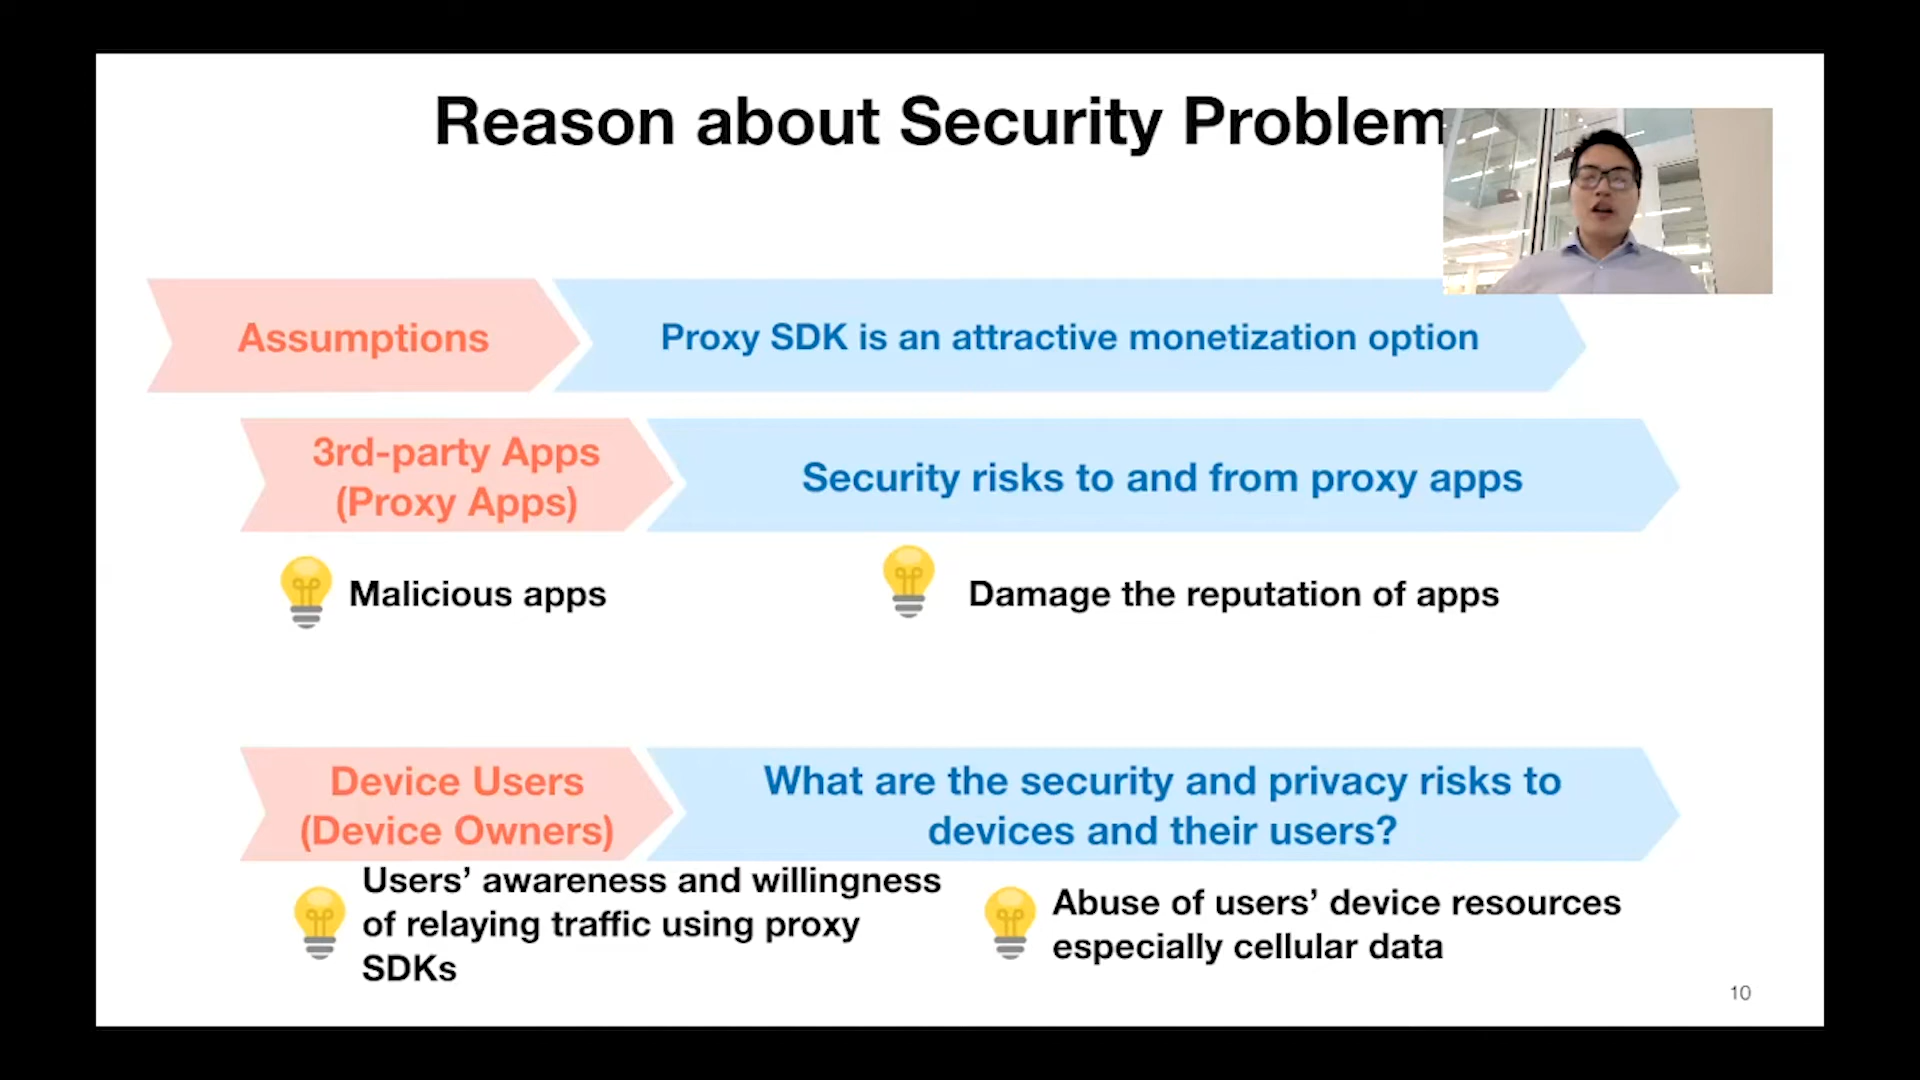 Reason about Security Problem
Assumptions
Proxy SDK is an attractive monetization option
3rd-party Apps
(Proxy Apps)
Security risks to and from proxy apps
Malicious apps
Damage the reputation of apps
Device Users
(Device Owners)
What are the security and privacy risks to
devices and their users?
Users’ awareness and willingness
of relaying traffic using proxy
SDKs
Abuse of users’ device resources
especially cellular data
10